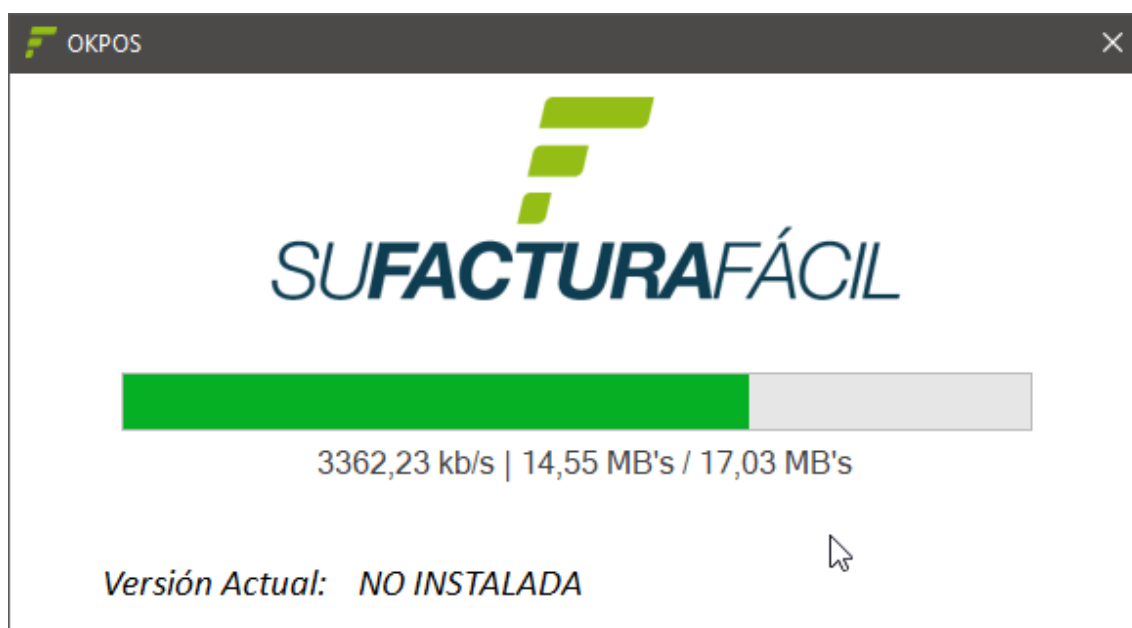 OKPOS
SUFACTURAFÁCIL
3362,23 kb/s | 14,55 MB's / 17,03 MB's
Versión Actual: NO INSTALADA